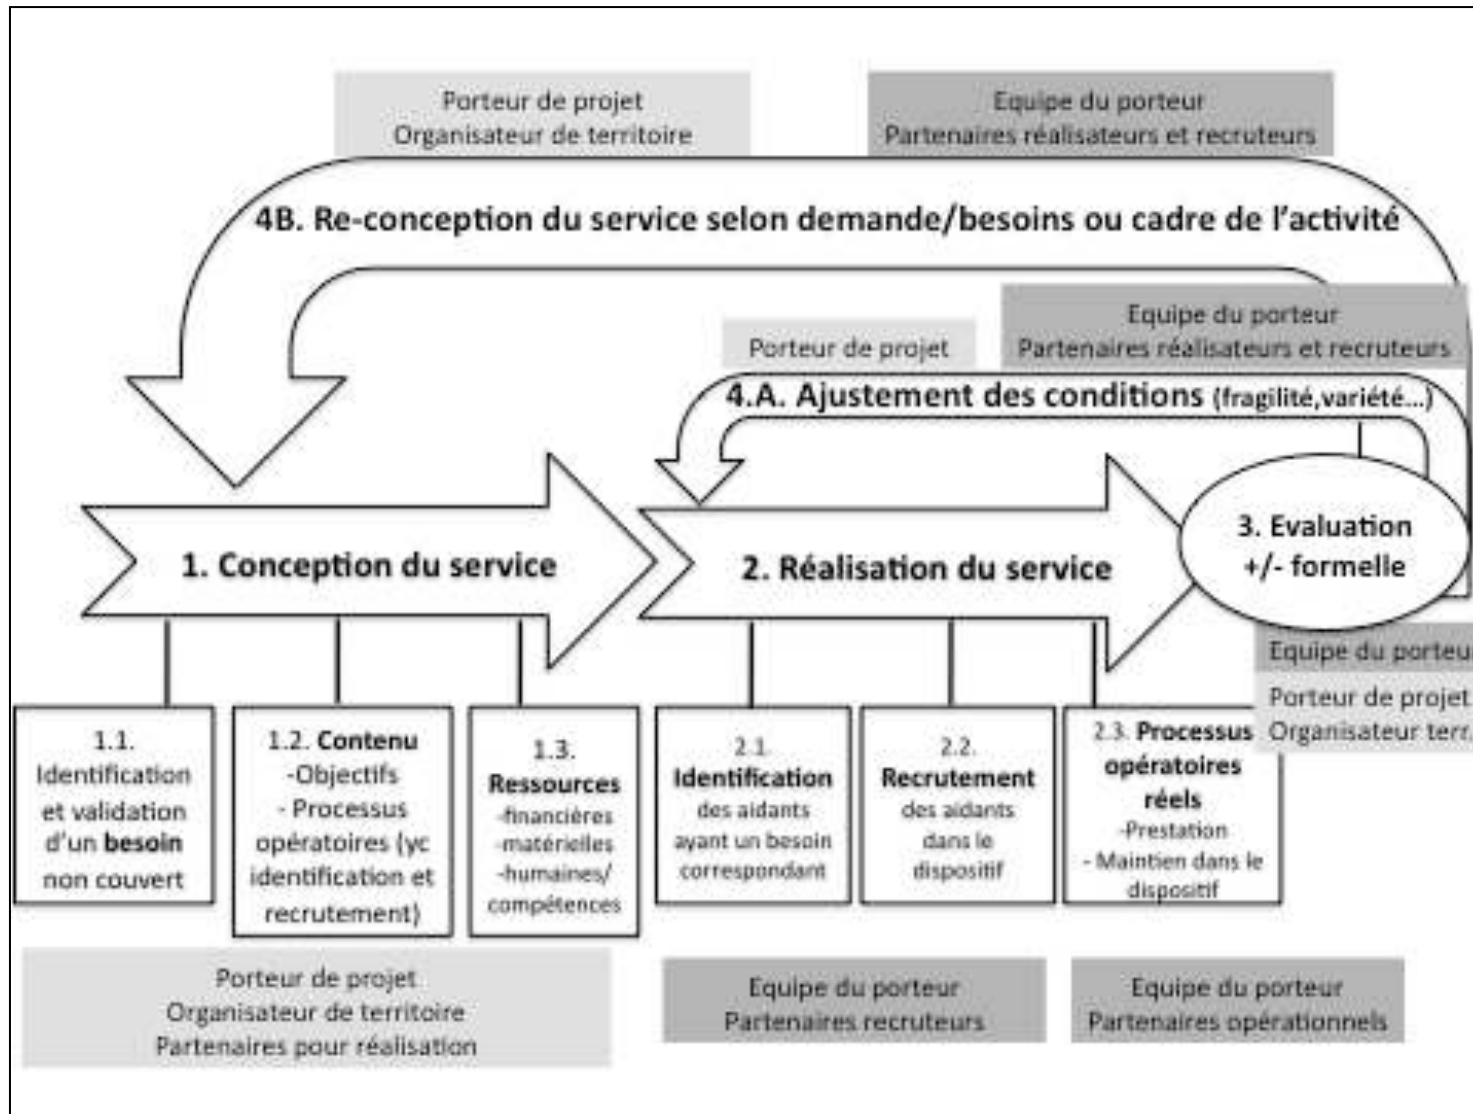 Porteur de projet
Organisateur de territoire
Equipe du porteur
Partenaires réalisateurs et recruteurs
4B. Re-conception du service selon demande/besoins ou cadre de l'activité
Equipe du porteur
Partenaires réalisateurs et recruteurs
Porteur de projet
4.A. Ajustement des conditions (fragilité,variété...)
1. Conception du service
2. Réalisation du service
3. Evaluation
+/- formelle
Equipe du porteur
Porteur de projet
Organisateur terr.
1.1.
Identification
et validation
d'un besoin
non couvert
1.2. Contenu
-Objectifs
- Processus
opératoires (yc
identification et
recrutement)
1.3.
Ressources
-financières
-matérielles
-humaines/
compétences
2.1.
Identification
des aidants
ayant un besoin
correspondant
2.2.
Recrutement
des aidants
dans le
dispositif
2.3. Processus
opératoires
réels
-Prestation
- Maintien dans le
dispositif
Porteur de projet
Organisateur de territoire
Partenaires pour réalisation
Equipe du porteur
Partenaires recruteurs
Equipe du porteur
Partenaires opérationnels